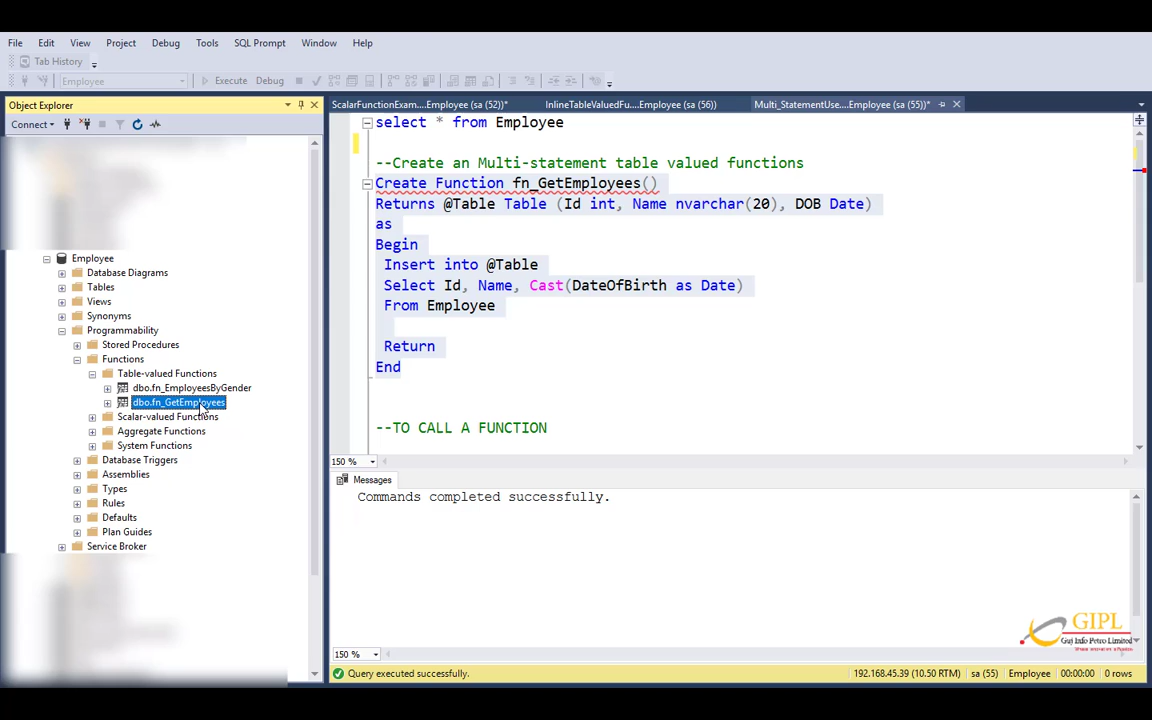 File Edit View Project Debug Tools SQL Prompt Window Help
Tab History
Employee Execute Debug
Object Explorer
Connect
Employee
Database Diagrams
Tables
Views
Synonyms
Programmability
Stored Procedures
Functions
Table-valued Functions
dbo.fn_EmployeesByGender
dbo.fn_GetEmployees
Scalar-valued Functions
Aggregate Functions
System Functions
Database Triggers
Assemblies
Types
Rules
Defaults
Plan Guides
Service Broker
ScalarFunctionExam....Employee (sa (52))* InlineTableValuedFu....Employee (sa (56)) Multi_StatementUse....Employee (sa (55))*
select * from Employee
--Create an Multi-statement table valued functions
Create Function fn_GetEmployees()
Returns @Table Table (Id int, Name nvarchar(20), DOB Date)
as
Begin
Insert into @Table
Select Id, Name, Cast(DateOfBirth as Date)
From Employee
Return
End
--TO CALL A FUNCTION
150 %
Messages
Commands completed successfully.
GIPL
Guj Info Petro Limited
150 %
Query executed successfully. 192.168.45.39 (10.50 RTM) sa (55) Employee 00:00:00 0 rows